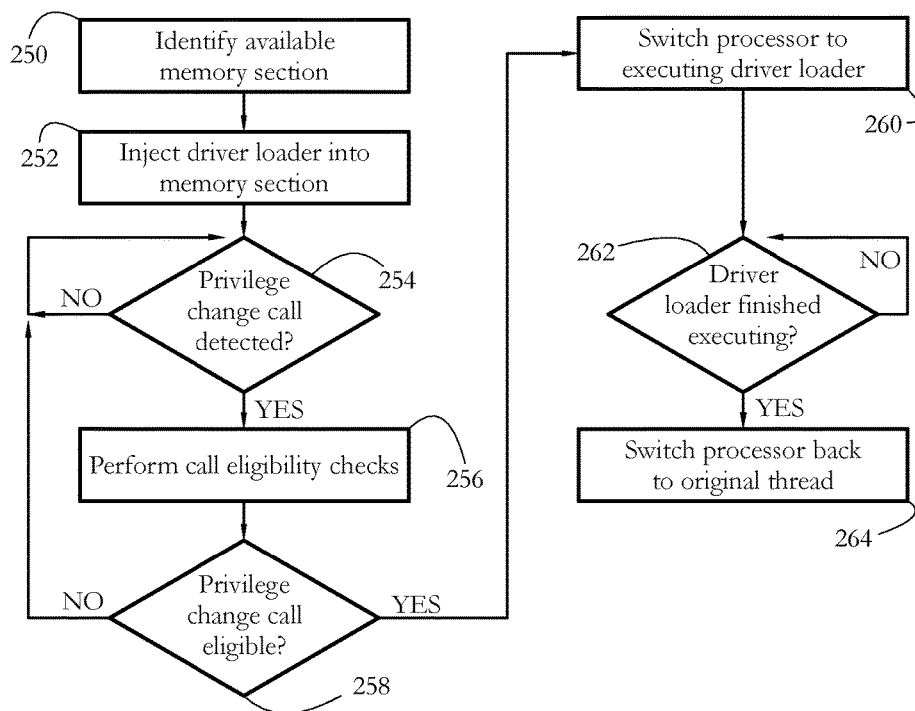 250
Identify available
memory section
252
Inject driver loader into
memory section
254
Privilege
change call
detected?
NO
YES
Perform call eligibility checks
256
Privilege
change call
eligible?
NO
YES
258
Switch processor to
executing driver loader
260
262
Driver
loader finished
executing?
NO
YES
Switch processor back
to original thread
264